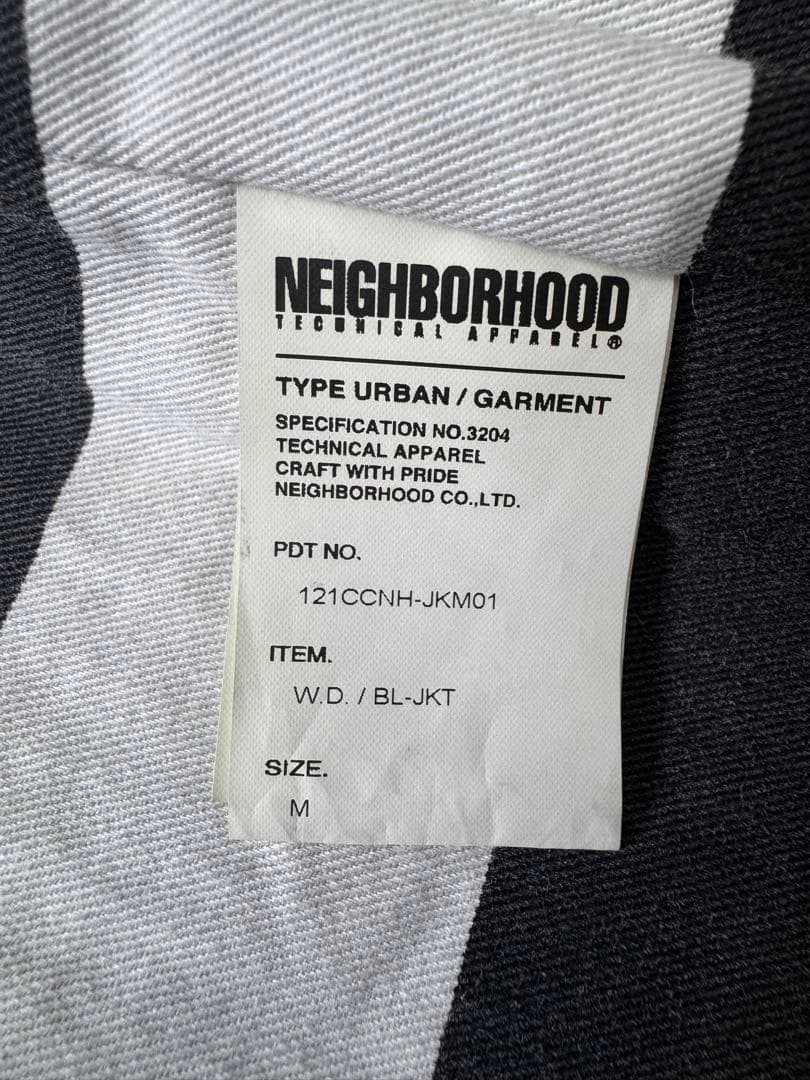 NEIGHBORHOOD
TECHNICAL APPAREL®
TYPE URBAN / GARMENT
SPECIFICATION NO.3204
TECHNICAL APPAREL
CRAFT WITH PRIDE
NEIGHBORHOOD CO.,LTD.
PDT NO.
121CCNH-JKM01
ITEM.
W.D. / BL-JKT
SIZE.
M